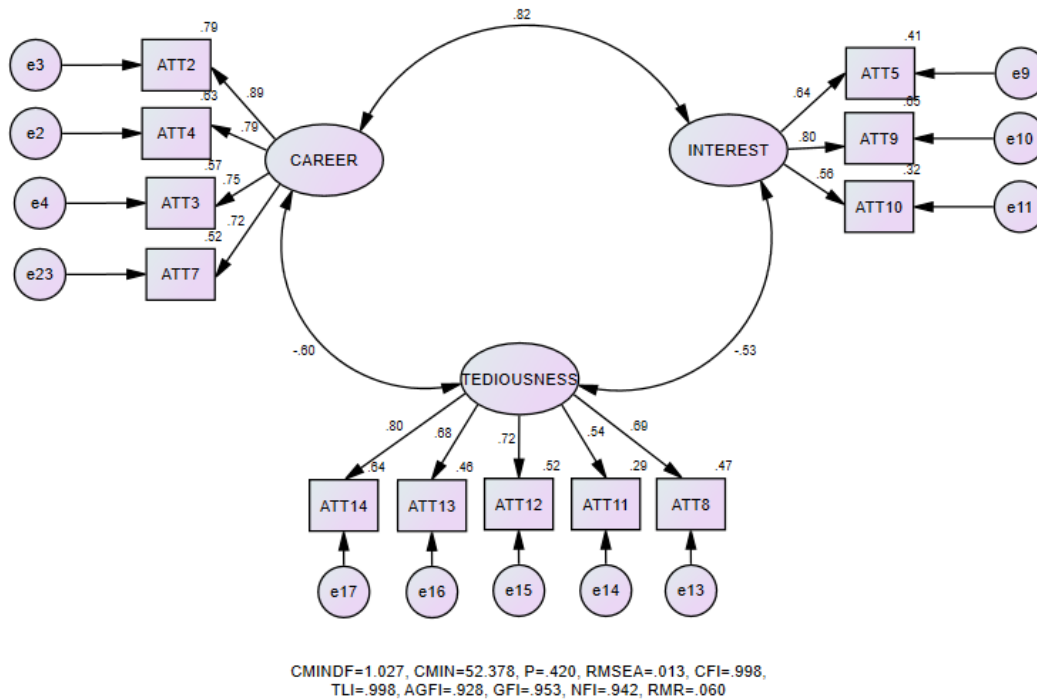 .82
.79
.41
e3
ATT2
ATT5
e9
.89
.64
.63
.65
e2
ATT4
.79
CAREER
INTEREST
.80
ATT9
e10
.57
.75
.56
.32
e4
ATT3
ATT10
e11
.72
.52
e23
ATT7
-.60
-.53
TEDIOUSNESS
.80
.68
.72
.54
.69
.64
.46
.52
.29
.47
ATT14
ATT13
ATT12
ATT11
ATT8
e17
e16
e15
e14
e13
CMINDF=1.027, CMIN=52.378, P=.420, RMSEA=.013, CFI=.998,
TLI=.998, AGFI=.928, GFI=.953, NFI=.942, RMR=.060